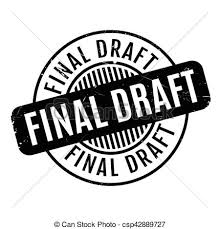 FINAL DRAFT
FINAL DRAFT
FINAL DRAFT
© Can Stock Photo - csp42889727